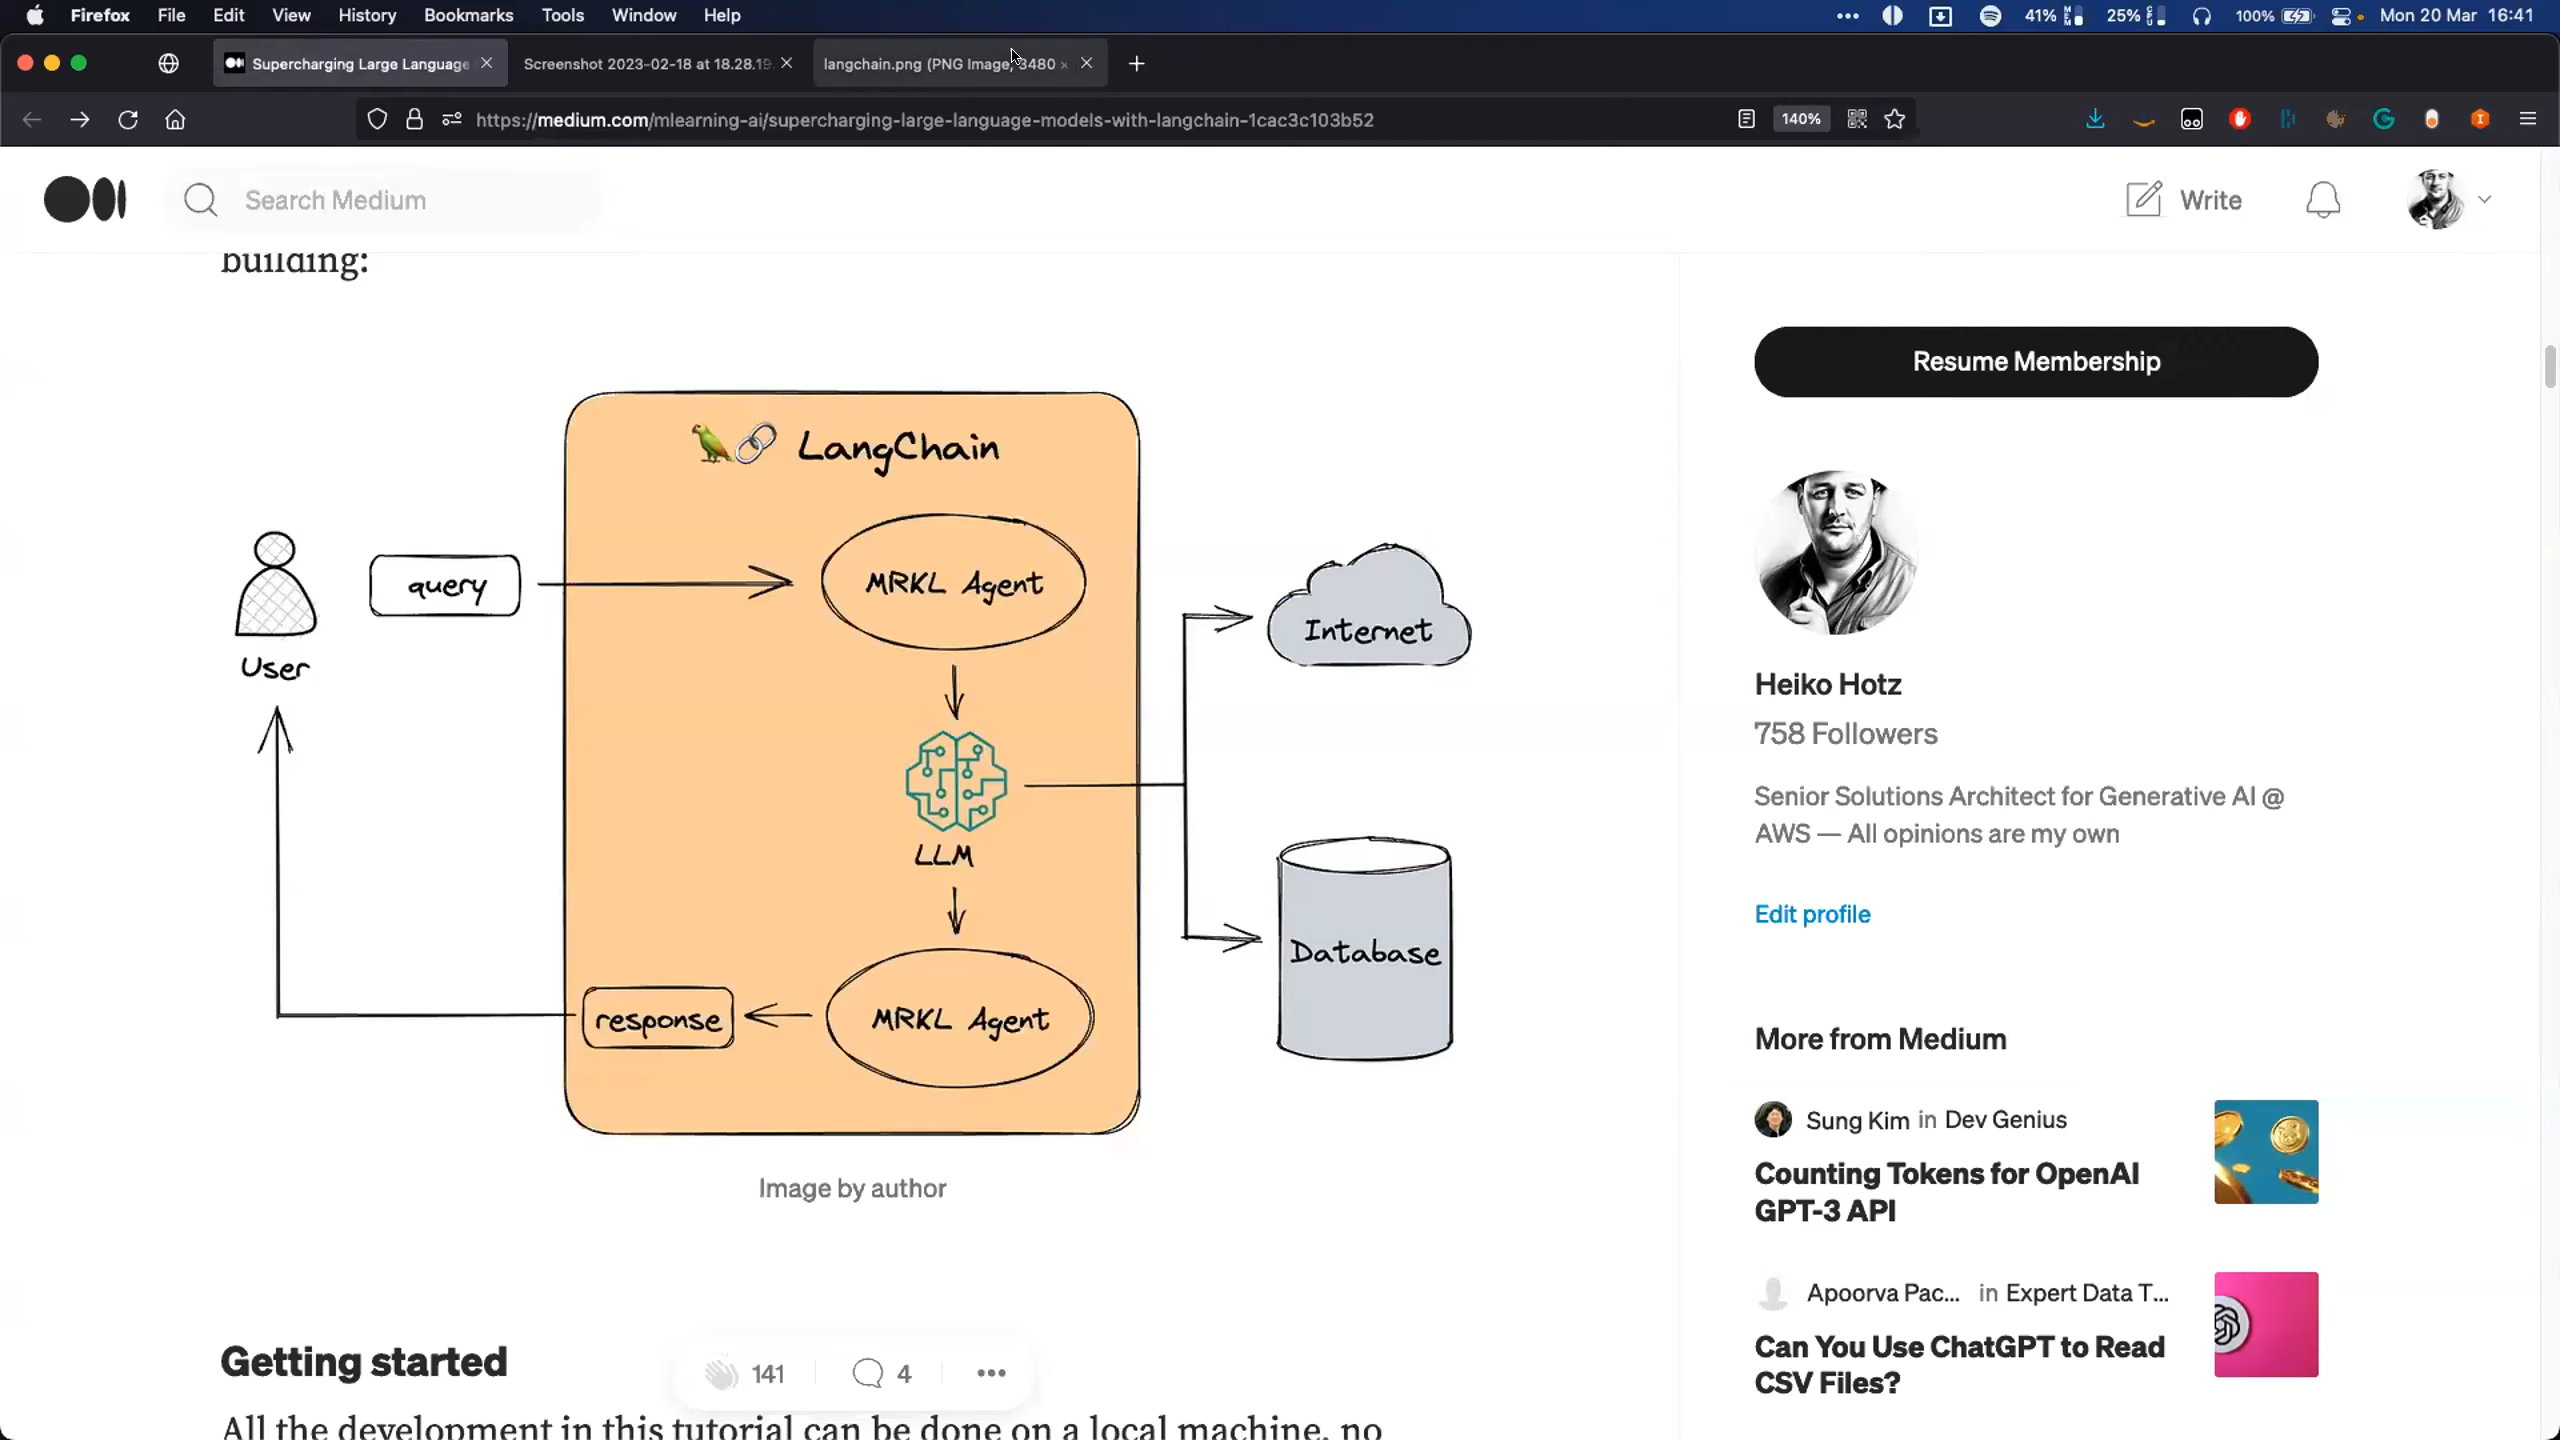 Firefox File Edit View History Bookmarks Tools Window Help
41% 25% 100% Mon 20 Mar 16:41
Supercharging Large Language
Screenshot 2023-02-18 at 18.28.19
langchain.png (PNG Image, 3480 ×
https://medium.com/mlearning-ai/supercharging-large-language-models-with-langchain-1cac3c103b52
140%
Search Medium
Write
building:
LangChain
query
MRKL Agent
User
Internet
LLM
Database
response
MRKL Agent
Image by author
Getting started
141
4
All the development in this tutorial can be done on a local machine, no
Resume Membership
Heiko Hotz
758 Followers
Senior Solutions Architect for Generative AI @
AWS — All opinions are my own
Edit profile
More from Medium
Sung Kim in Dev Genius
Counting Tokens for OpenAI
GPT-3 API
Apoorva Pac... in Expert Data T...
Can You Use ChatGPT to Read
CSV Files?